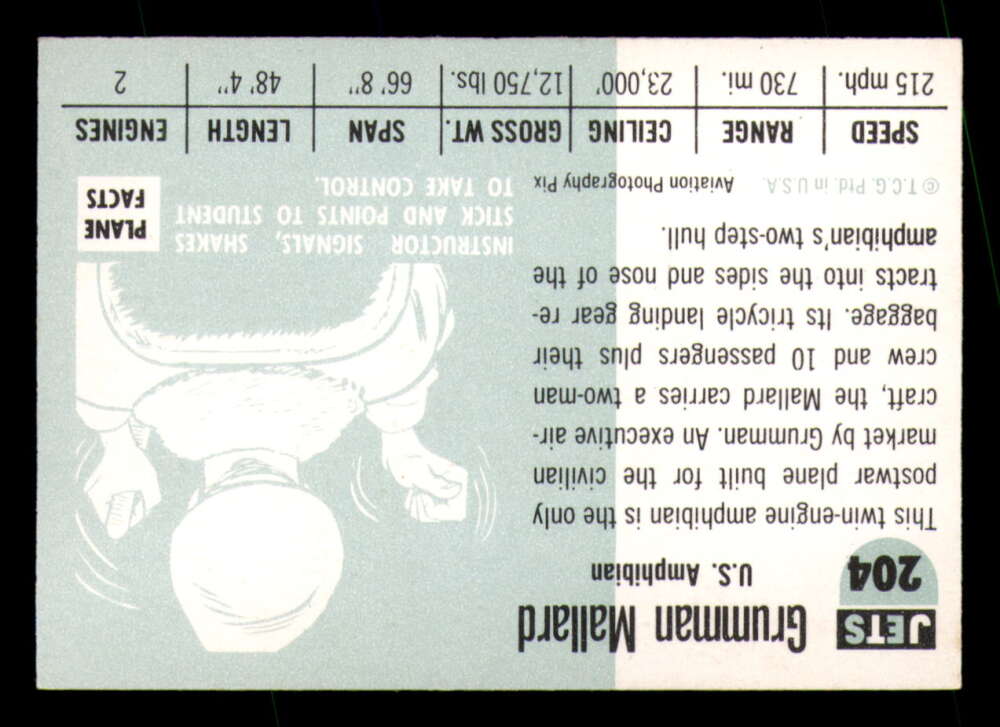 JETS
204
Grumman Mallard
U.S. Amphibian
This twin-engine amphibian is the only
postwar plane built for the civilian
market by Grumman. An executive air-
craft, the Mallard carries a two-man
crew and 10 passengers plus their
baggage. Its tricycle landing gear re-
tracts into the sides and nose of the
amphibian's two-step hull.
© T.C.G. Ptd. in U.S.A. Aviation Photography Pix
INSTRUCTOR SIGNALS, SHAKES
STICK AND POINTS TO STUDENT
TO TAKE CONTROL.
PLANE
FACTS
SPEED RANGE CEILING GROSS WT. SPAN LENGTH ENGINES
215 mph. 730 mi. 23,000' 12,750 lbs. 66' 8" 48' 4" 2